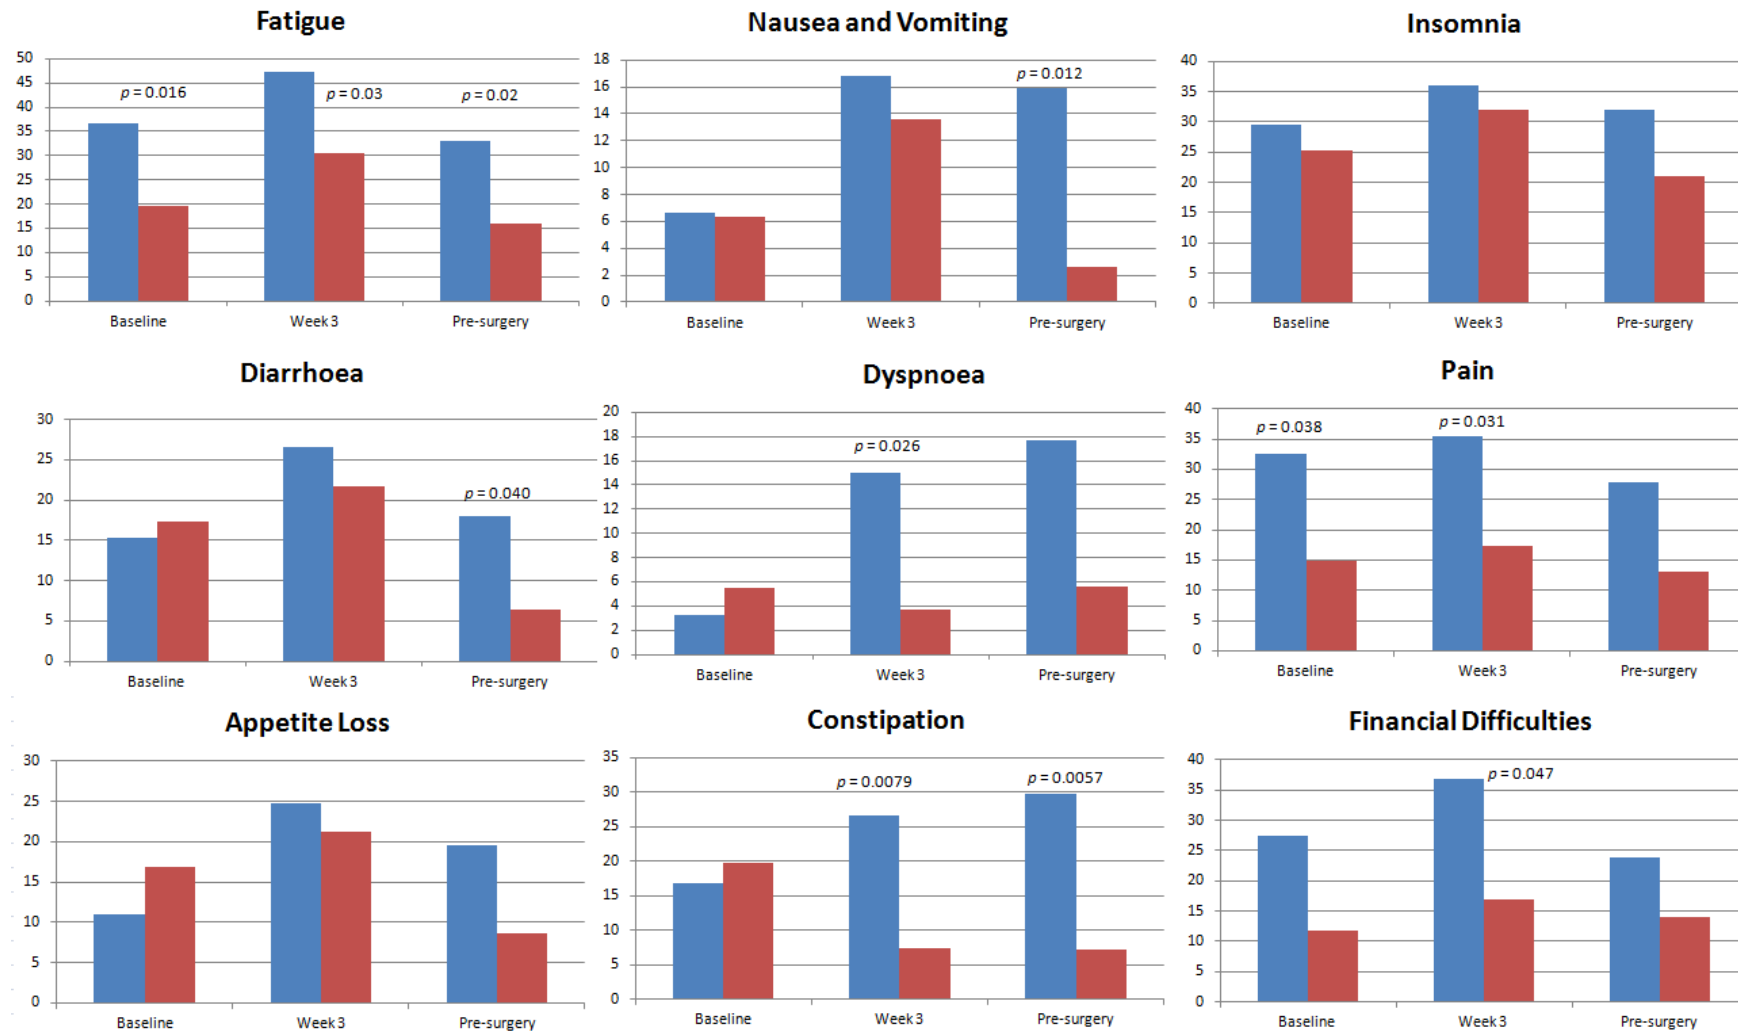 Fatigue
50
45
40
35
30
25
20
15
10
5
0
p = 0.016
p = 0.03
p = 0.02
Baseline
Week 3
Pre-surgery
Nausea and Vomiting
18
16
14
12
10
8
6
4
2
0
p = 0.012
Baseline
Week 3
Pre-surgery
Insomnia
40
35
30
25
20
15
10
5
0
Baseline
Week 3
Pre-surgery
Diarrhoea
30
25
20
15
10
5
0
p = 0.040
Baseline
Week 3
Pre-surgery
Dyspnoea
20
18
16
14
12
10
8
6
4
2
0
p = 0.026
Baseline
Week 3
Pre-surgery
Pain
40
35
30
25
20
15
10
5
0
p = 0.038
p = 0.031
Baseline
Week 3
Pre-surgery
Appetite Loss
30
25
20
15
10
5
0
Baseline
Week 3
Pre-surgery
Constipation
35
30
25
20
15
10
5
0
p = 0.0079
p = 0.0057
Baseline
Week 3
Pre-surgery
Financial Difficulties
40
35
30
25
20
15
10
5
0
p = 0.047
Baseline
Week 3
Pre-surgery